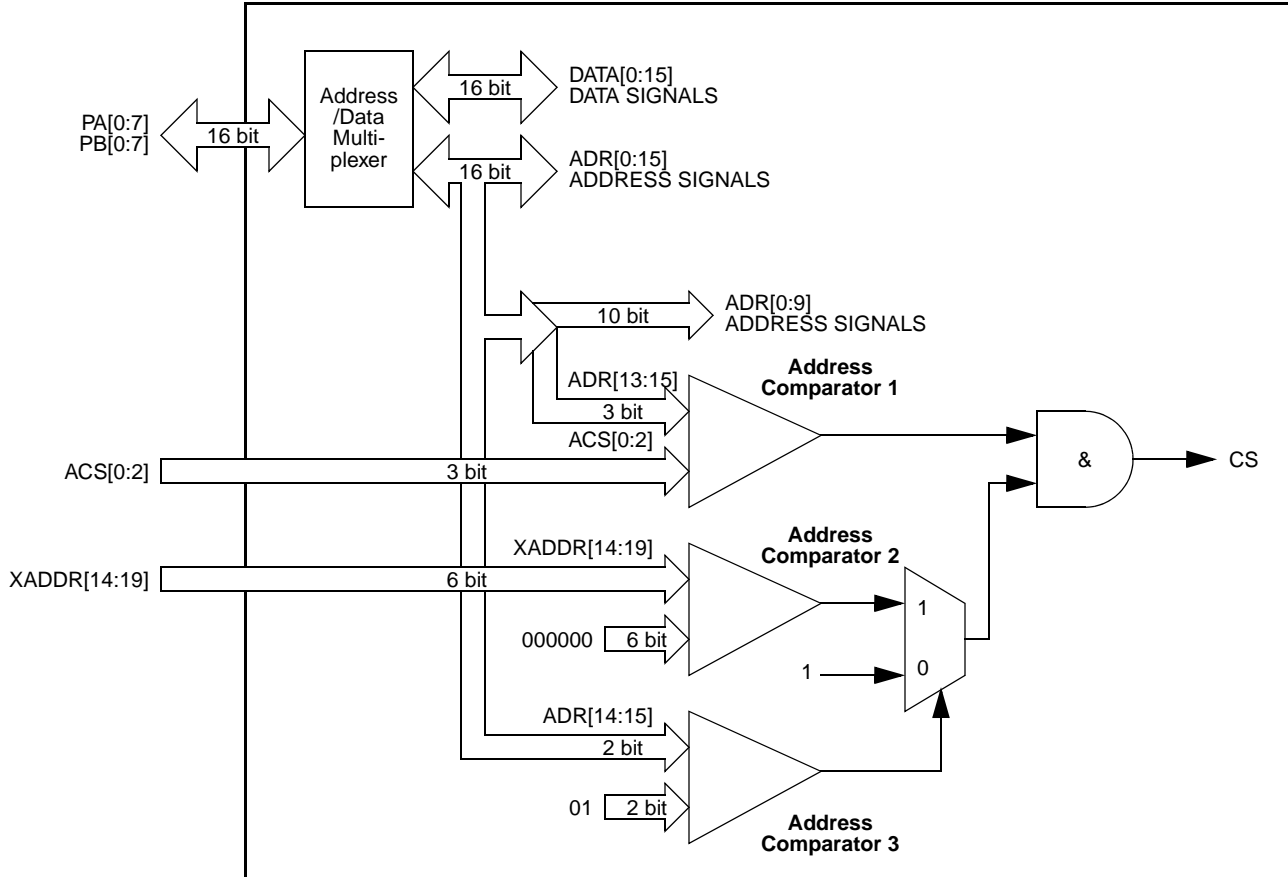 Address
/Data
Multi-
plexer
PA[0:7]
PB[0:7]
16 bit
16 bit
DATA[0:15]
DATA SIGNALS
16 bit
ADR[0:15]
ADDRESS SIGNALS
10 bit
ADR[0:9]
ADDRESS SIGNALS
ADR[13:15]
3 bit
Address
Comparator 1
ACS[0:2]
ACS[0:2]
3 bit
&
CS
XADDR[14:19]
XADDR[14:19]
6 bit
Address
Comparator 2
000000
6 bit
1
1
0
ADR[14:15]
2 bit
01
2 bit
Address
Comparator 3